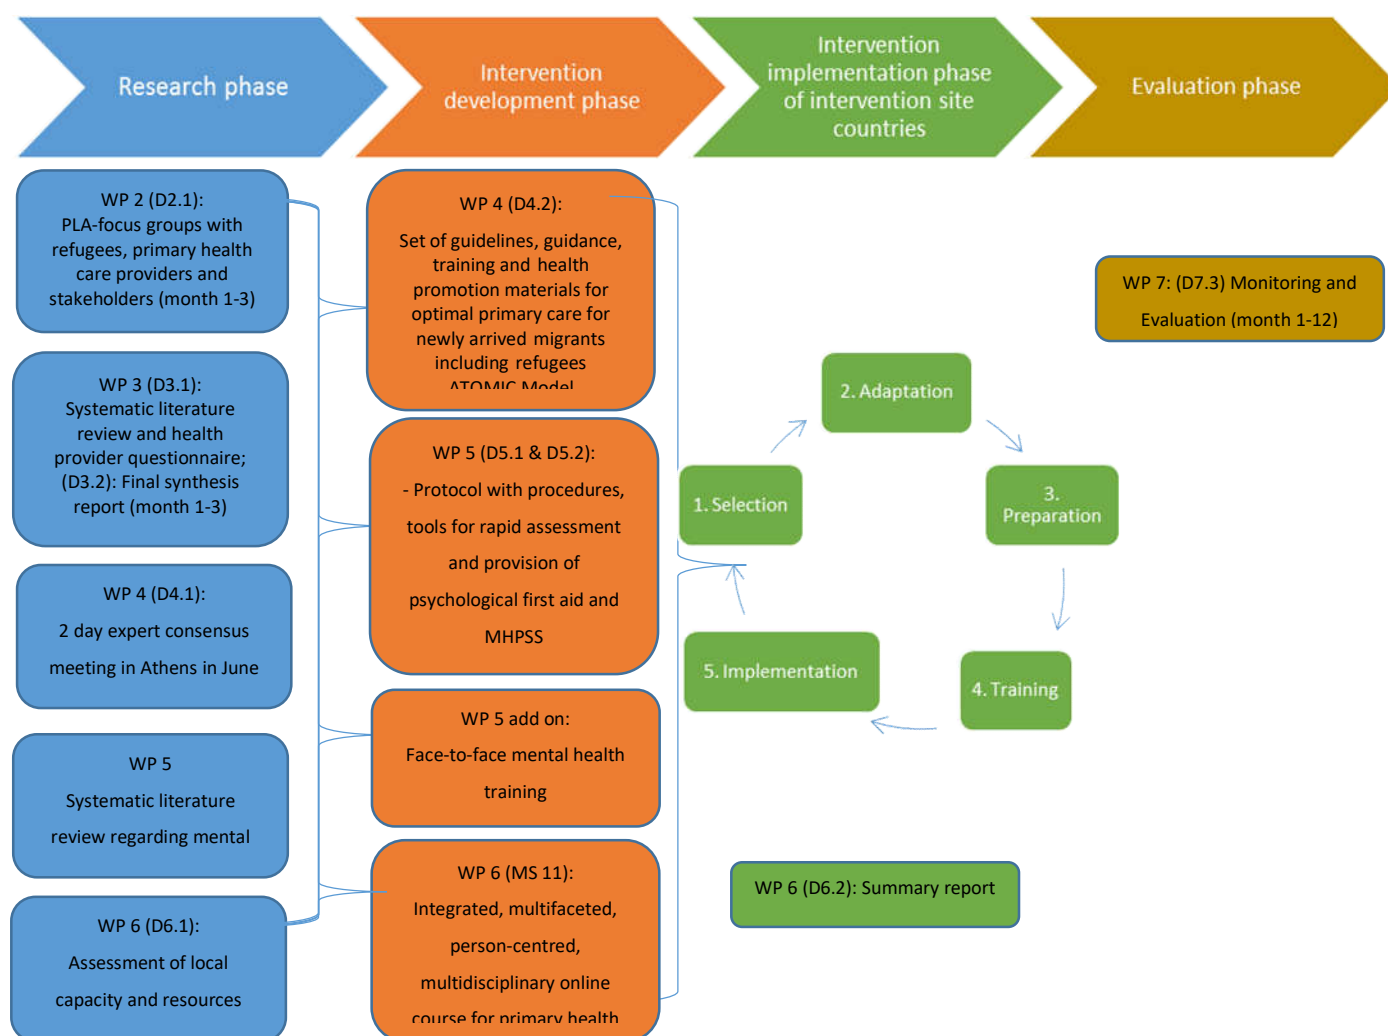 Research phase
Intervention
development phase
Intervention
implementation phase
of intervention site
countries
Evaluation phase
WP 2 (D2.1):
PLA-focus groups with
refugees, primary health
care providers and
stakeholders (month 1-3)
WP 3 (D3.1):
Systematic literature
review and health
provider questionnaire;
(D3.2): Final synthesis
report (month 1-3)
WP 4 (D4.1):
2 day expert consensus
meeting in Athens in June
WP 5
Systematic literature
review regarding mental
WP 6 (D6.1):
Assessment of local
capacity and resources
WP 4 (D4.2):
Set of guidelines, guidance,
training and health
promotion materials for
optimal primary care for
newly arrived migrants
including refugees
ATOMIC Model
WP 5 (D5.1 & D5.2):
- Protocol with procedures,
tools for rapid assessment
and provision of
psychological first aid and
MHPSS
WP 5 add on:
Face-to-face mental health
training
WP 6 (MS 11):
Integrated, multifaceted,
person-centred,
multidisciplinary online
course for primary health
1. Selection
2. Adaptation
3.
Preparation
4. Training
5. Implementation
WP 6 (D6.2): Summary report
WP 7: (D7.3) Monitoring and
Evaluation (month 1-12)